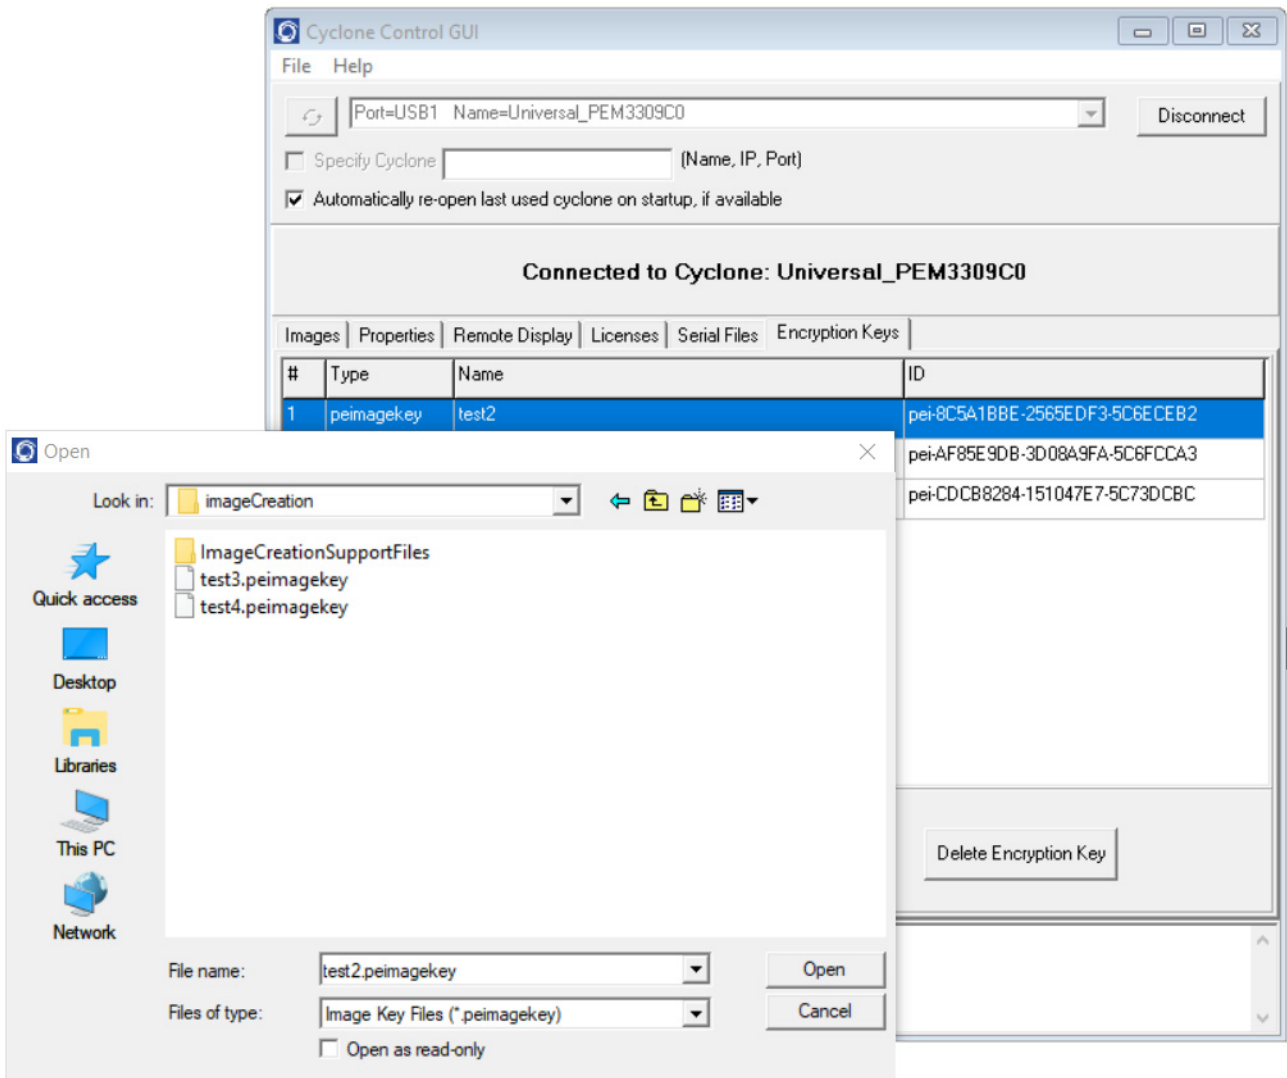 Cyclone Control GUI
File Help
Port=USB1 Name=Universal_PEM3309C0
Disconnect
Specify Cyclone (Name, IP, Port)
Automatically re-open last used cyclone on startup, if available
Connected to Cyclone: Universal_PEM3309C0
Images Properties Remote Display Licenses Serial Files Encryption Keys
# Type Name ID
1 peimagekey test2 pei-8C5A1BBE-2565EDF3-5C6ECEB2
pei-AF85E9DB-3D08A9FA-5C6FCCA3
pei-CDCB8284-151047E7-5C73DCBC
Delete Encryption Key
Open
Look in: imageCreation
ImageCreationSupportFiles
test3.peimagekey
test4.peimagekey
Quick access
Desktop
Libraries
This PC
Network
File name: test2.peimagekey Open
Files of type: Image Key Files (*.peimagekey) Cancel
Open as read-only